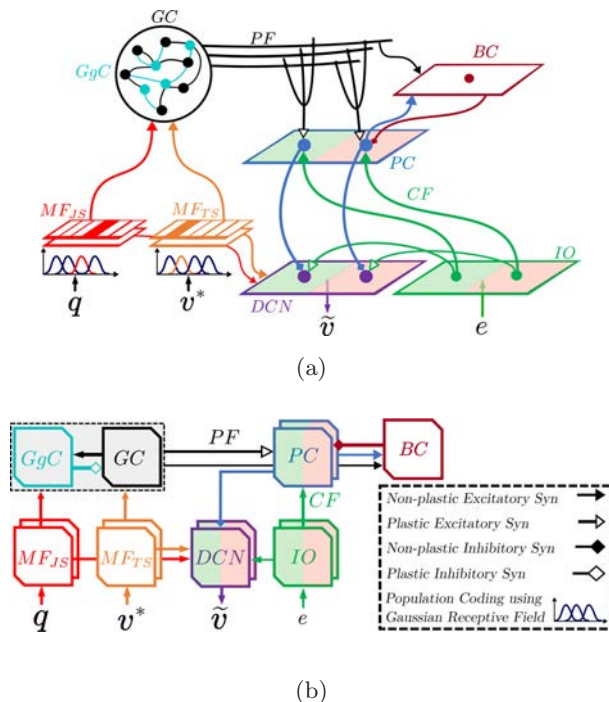 GC
PF
BC
GgC
PC
MF_JS
MF_TS
CF
IO
q
v*
DCN
ṽ
e
(a)
GgC
GC
PF
PC
BC
CF
MF_JS
MF_TS
DCN
IO
q
v*
ṽ
e
Non-plastic Excitatory Syn
Plastic Excitatory Syn
Non-plastic Inhibitory Syn
Plastic Inhibitory Syn
Population Coding using
Gaussian Receptive Field
(b)